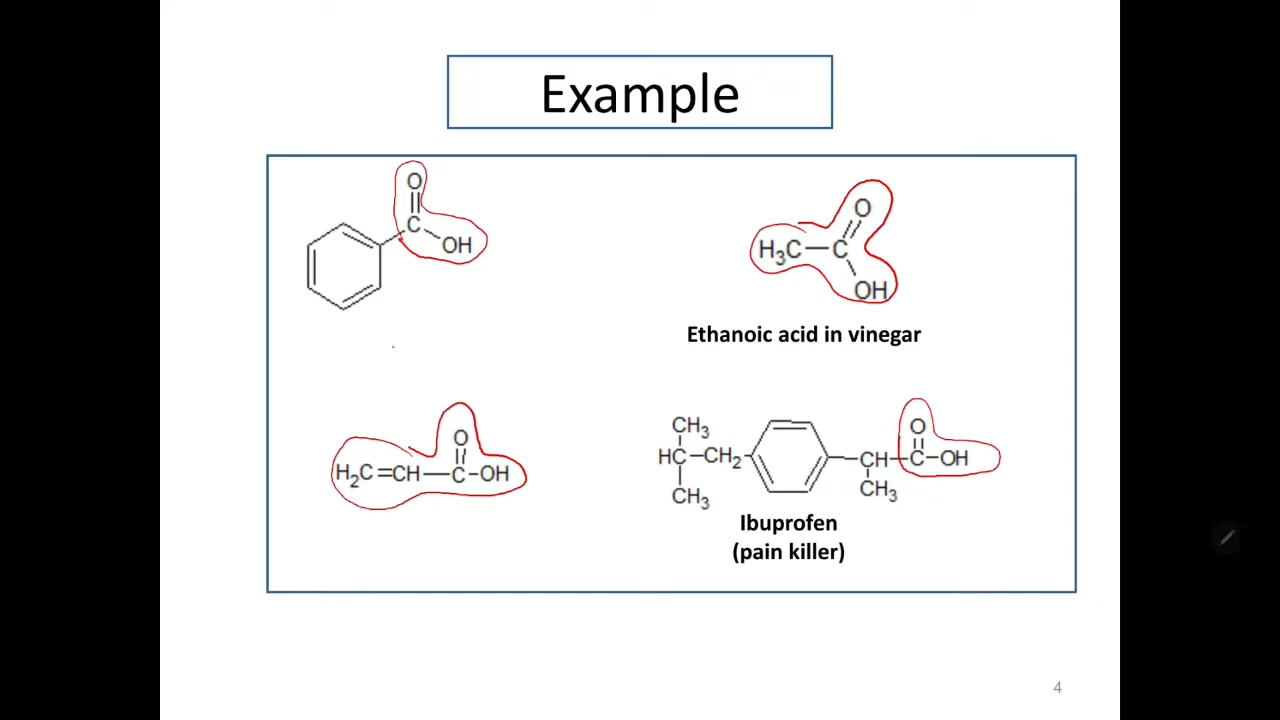 Example
O
C
OH
O
H₃C
C
OH
Ethanoic acid in vinegar
O
H₂C=CH—C—OH
CH₃
HC—CH₂
CH₃
O
CH—C—OH
CH₃
Ibuprofen
(pain killer)
4